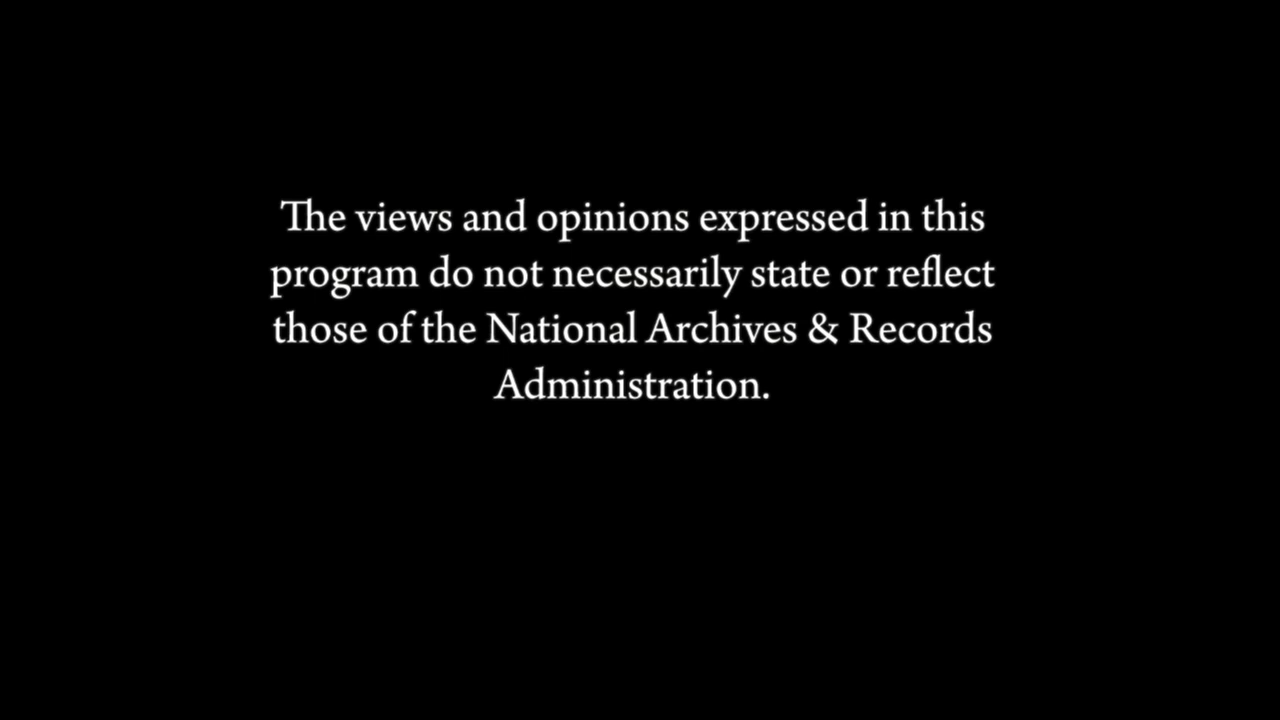 The views and opinions expressed in this
program do not necessarily state or reflect
those of the National Archives & Records
Administration.